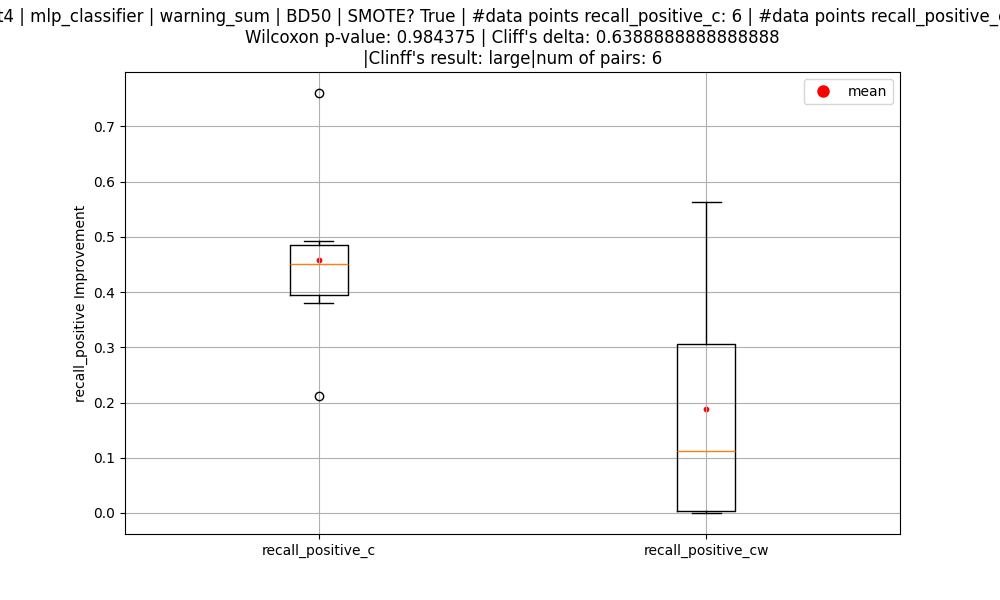 | mlp_classifier | warning_sum | BD50 | SMOTE? True | #data points recall_positive_c: 6 | #data points
Wilcoxon p-value: 0.984375 | Cliff's delta: 0.6388888888888888
|Clinff's result: large|num of pairs: 6
mean
0.7
0.6
0.5
0.4
0.3
0.2
0.1
0.0
recall_positive Improvement
recall_positive_c
recall_positive_cw